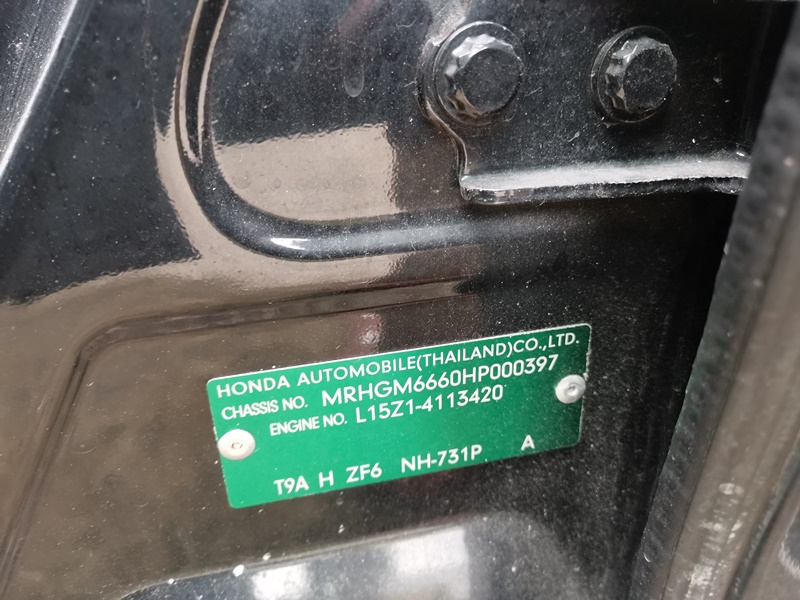 HONDA AUTOMOBILE(THAILAND)CO.,LTD.
CHASSIS NO. MRHGM6660HP000397
ENGINE NO. L15Z1-4113420
T9A H ZF6 NH-731P A